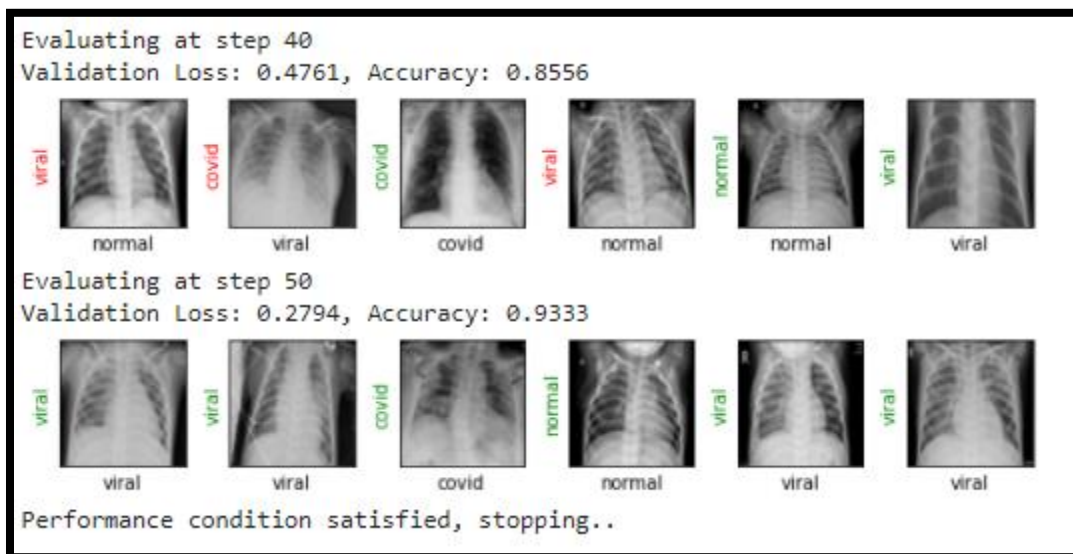 Evaluating at step 40
Validation Loss: 0.4761, Accuracy: 0.8556
viral covid covid viral normal viral
normal viral covid normal normal viral
Evaluating at step 50
Validation Loss: 0.2794, Accuracy: 0.9333
viral viral covid normal viral viral
viral viral covid normal viral viral
Performance condition satisfied, stopping..